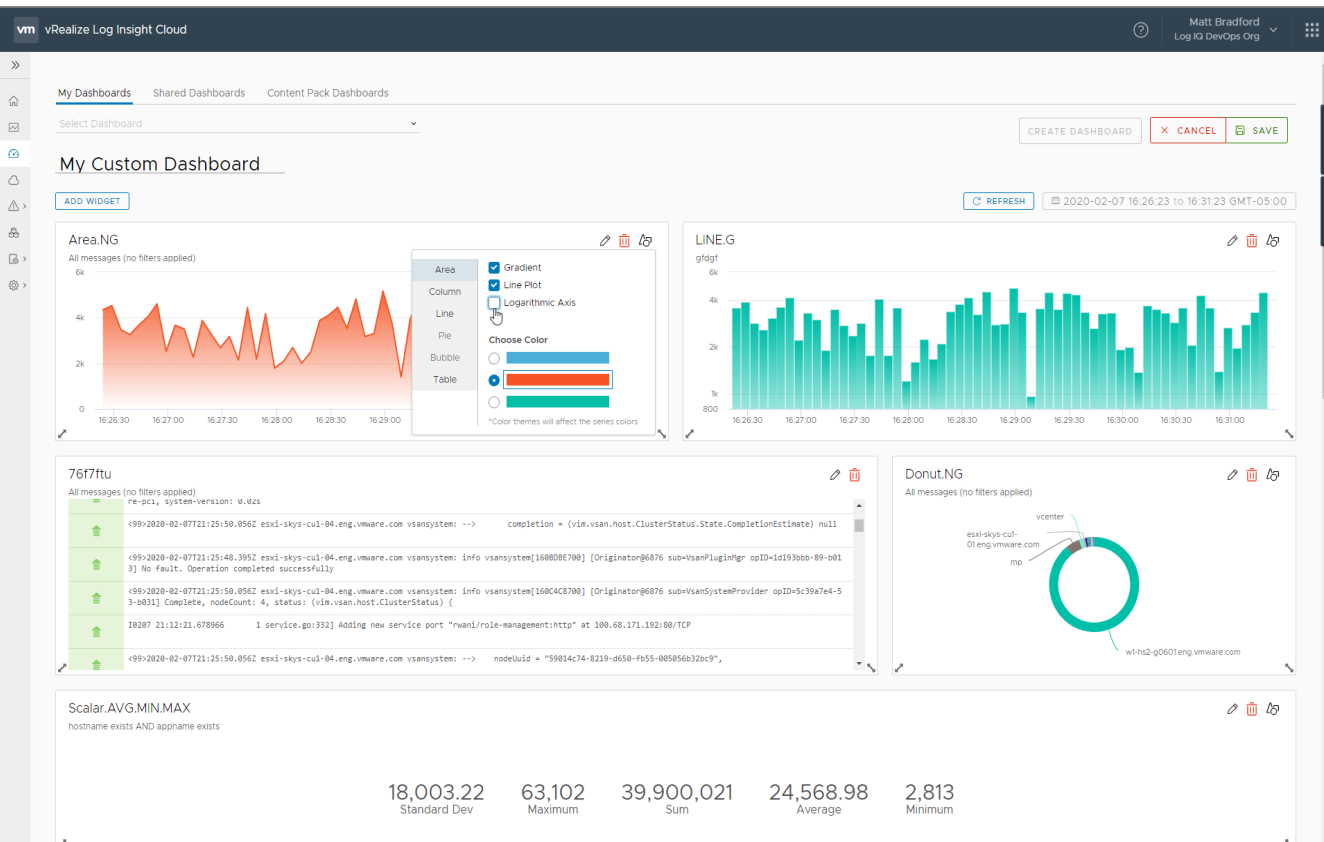 vm vRealize Log Insight Cloud
Matt Bradford
Log IQ DevOps Org
My Dashboards Shared Dashboards Content Pack Dashboards
Select Dashboard
CREATE DASHBOARD CANCEL SAVE
My Custom Dashboard
ADD WIDGET
REFRESH 2020-02-07 16:26:23 to 16:31:23 GMT-05:00
Area.NG
All messages (no filters applied)
6k
4k
2k
0
16:26:30 16:27:00 16:27:30 16:28:00 16:28:30 16:29:00
Area
Column
Line
Pie
Bubble
Table
Gradient
Line Plot
Logarithmic Axis
Choose Color
*Color themes will affect the series colors
LINE.G
gfdgf
6k
4k
2k
1k
800
16:26:30 16:27:00 16:27:30 16:28:00 16:28:30 16:29:00 16:29:30 16:30:00 16:30:30 16:31:00
76f7ftu
All messages (no filters applied)
re-pci, system-version: 0.02s
<99>2020-02-07T21:25:50.056Z esxi-skys-cu1-04.eng.vmware.com vsansystem: --> completion = (vim.vsan.host.ClusterStatus.State.CompletionEstimate) null
<99>2020-02-07T21:25:48.395Z esxi-skys-cu1-04.eng.vmware.com vsansystem: info vsansystem[1608DBE700] [Originator@6876 sub=VsanPluginMgr opID=1d193bbb-89-b01
3] No fault. Operation completed successfully
<99>2020-02-07T21:25:50.056Z esxi-skys-cu1-04.eng.vmware.com vsansystem: info vsansystem[160C4C8700] [Originator@6876 sub=VsanSystemProvider opID=5c39a7e4-5
3-b031] Complete, nodeCount: 4, status: (vim.vsan.host.ClusterStatus) {
I0207 21:12:21.678966 1 service.go:332] Adding new service port "rwani/role-management:http" at 100.68.171.192:80/TCP
<99>2020-02-07T21:25:50.056Z esxi-skys-cu1-04.eng.vmware.com vsansystem: --> nodeUuid = "59014c74-8219-d650-fb55-005056b32bc9",
Donut.NG
All messages (no filters applied)
vcenter
esxi-skys-cu1-
01.eng.vmware.com
mp
w1-hs2-g0601.eng.vmware.com
Scalar.AVG.MIN.MAX
hostname exists AND appname exists
18,003.22 63,102 39,900,021 24,568.98 2,813
Standard Dev Maximum Sum Average Minimum